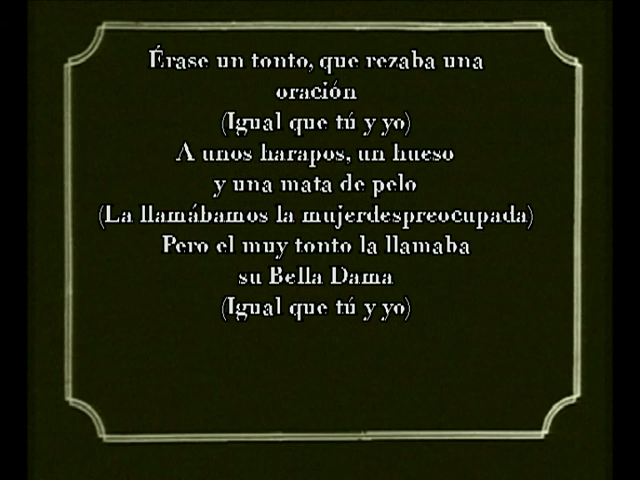 Érase un tonto, que rezaba una
oración
(Igual que tú y yo)
A unos harapos, un hueso
y una mata de pelo
(La llamábamos la mujerdespreocupada)
Pero el muy tonto la llamaba
su Bella Dama
(Igual que tú y yo)